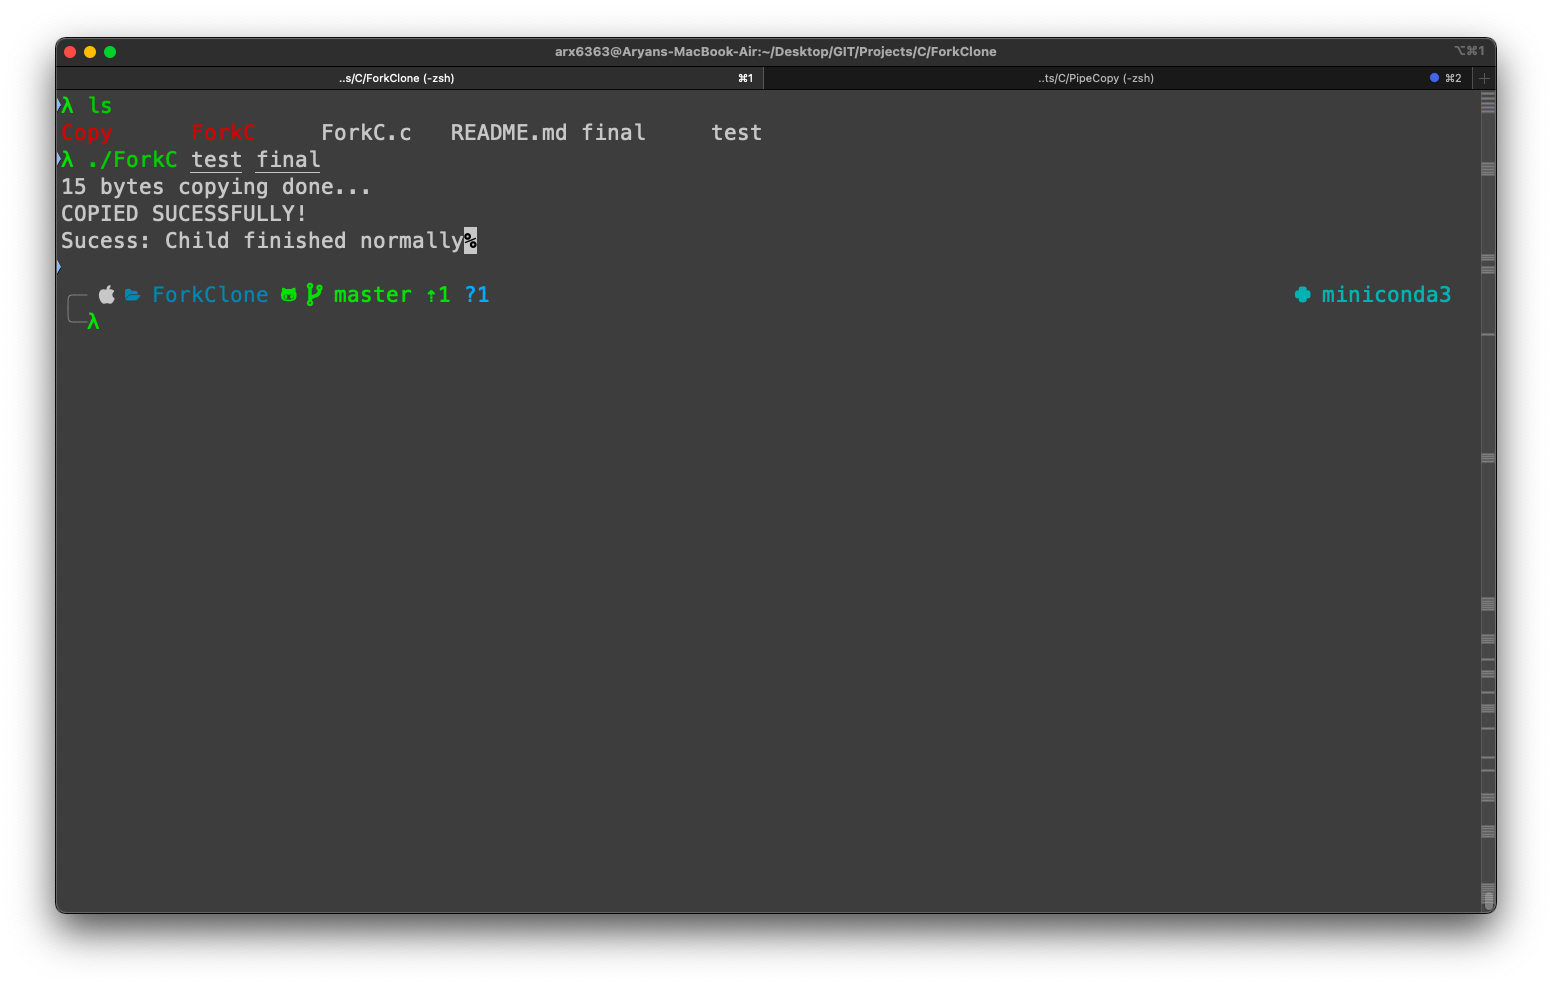 arx6363@Aryans-MacBook-Air:~/Desktop/GIT/Projects/C/ForkClone ⌥⌘1
..s/C/ForkClone (-zsh) ⌘1 ..ts/C/PipeCopy (-zsh) ⌘2 +
λ ls
Copy ForkC ForkC.c README.md final test
λ ./ForkC test final
15 bytes copying done...
COPIED SUCESSFULLY!
Sucess: Child finished normally%
ForkClone master ⇡1 ?1 miniconda3
λ